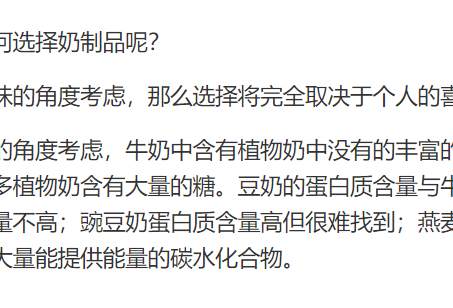 何选择奶制品呢？
味的角度考虑，那么选择将完全取决于个人的喜
的角度考虑，牛奶中含有植物奶中没有的丰富的
多植物奶含有大量的糖。豆奶的蛋白质含量与牛
量不高；豌豆奶蛋白质含量高但很难找到；燕麦
大量能提供能量的碳水化合物。